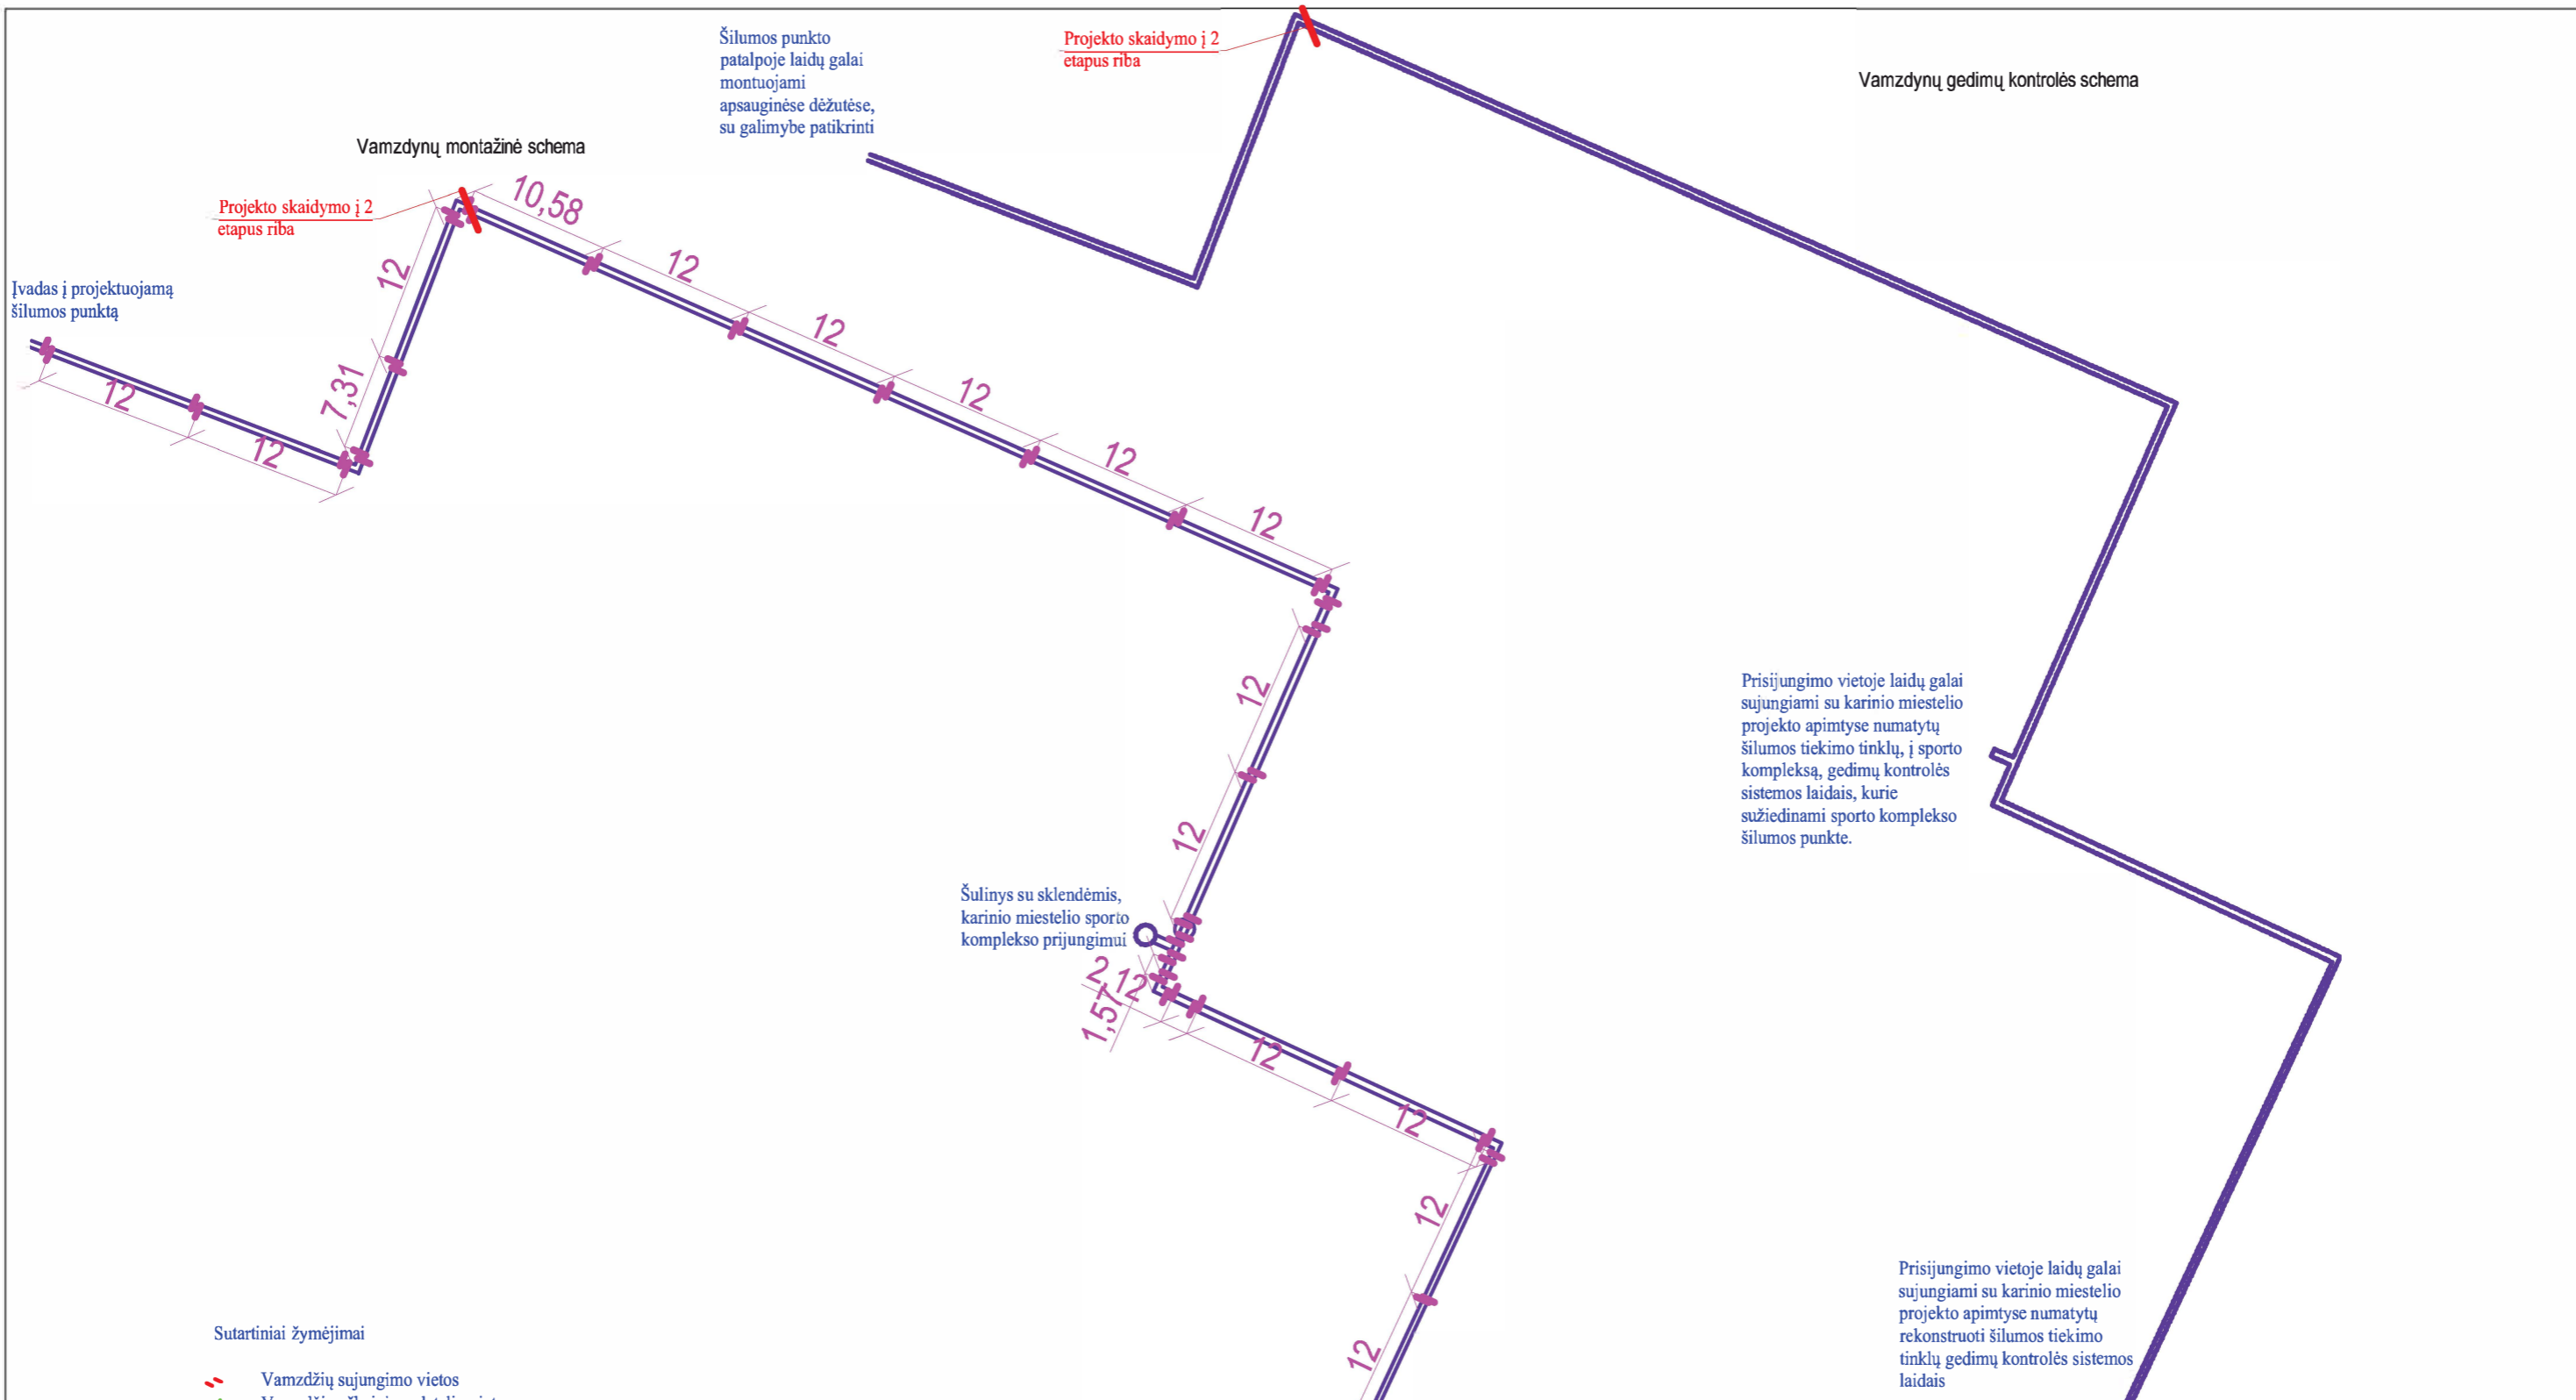 Šilumos punkto
patalpoje laidų galai
montuojami
apsauginėse dėžutėse,
su galimybe patikrinti
Projekto skaidymo į 2
etapus riba
Vamzdynų gedimų kontrolės schema
Vamzdynų montažinė schema
Projekto skaidymo į 2
etapus riba
Įvadas į projektuojamą
šilumos punktą
10,58
12
12
12
12
12
12
7,31
12
12
12
12
Prisijungimo vietoje laidų galai
sujungiami su karinio miestelio
projekto apimtyse numatytų
šilumos tiekimo tinklų, į sporto
kompleksą, gedimų kontrolės
sistemos laidais, kurie
sužiedinami sporto komplekso
šilumos punkte.
Šulinys su sklendėmis,
karinio miestelio sporto
komplekso prijungimui
2,12
1,57
12
12
12
12
Prisijungimo vietoje laidų galai
sujungiami su karinio miestelio
projekto apimtyse numatytų
rekonstruoti šilumos tiekimo
tinklų gedimų kontrolės sistemos
laidais
Sutartiniai žymėjimai
Vamzdžių sujungimo vietos